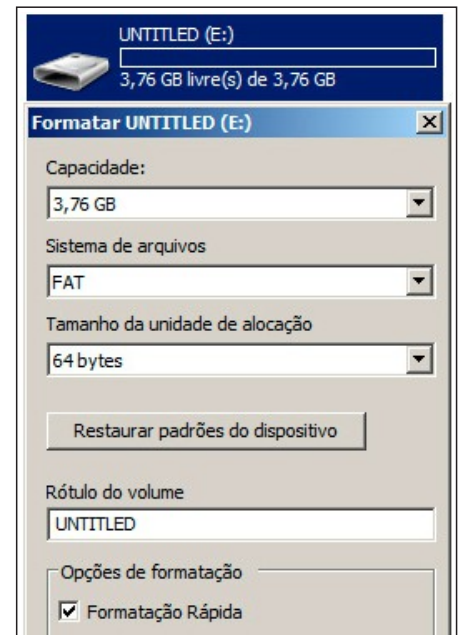 UNTITLED (E:)
3,76 GB livre(s) de 3,76 GB
Formatar UNTITLED (E:)
Capacidade:
3,76 GB
Sistema de arquivos
FAT
Tamanho da unidade de alocação
64 bytes
Restaurar padrões do dispositivo
Rótulo do volume
UNTITLED
Opções de formatação
Formatação Rápida